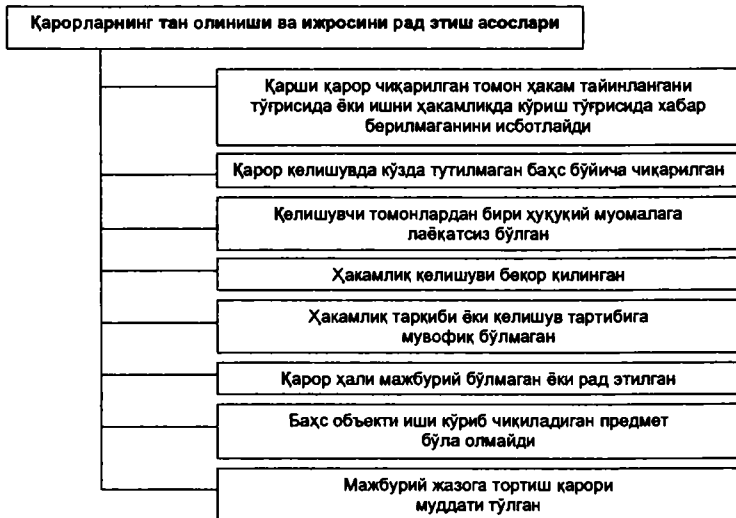 Қарорларнинг тан олиниши ва ижросини рад этиш асослари
Қарши қарор чиқарилган томон ҳакам тайинлангани
тўғрисида ёки ишни ҳакамликда кўриш тўғрисида хабар
берилмаганини исботлайди
Қарор келишувда кўзда тутилмаган баҳс бўйича чиқарилган
Келишувчи томонлардан бири ҳуқуқий муомалага
лаёқатсиз бўлган
Ҳакамлик келишуви бекор қилинган
Ҳакамлик таркиби ёки келишув тартибига
мувофиқ бўлмаган
Қарор ҳали мажбурий бўлмаган ёки рад этилган
Баҳс объекти иши кўриб чиқиладиган предмет
бўла олмайди
Мажбурий жазога тортиш қарори
муддати тўлган